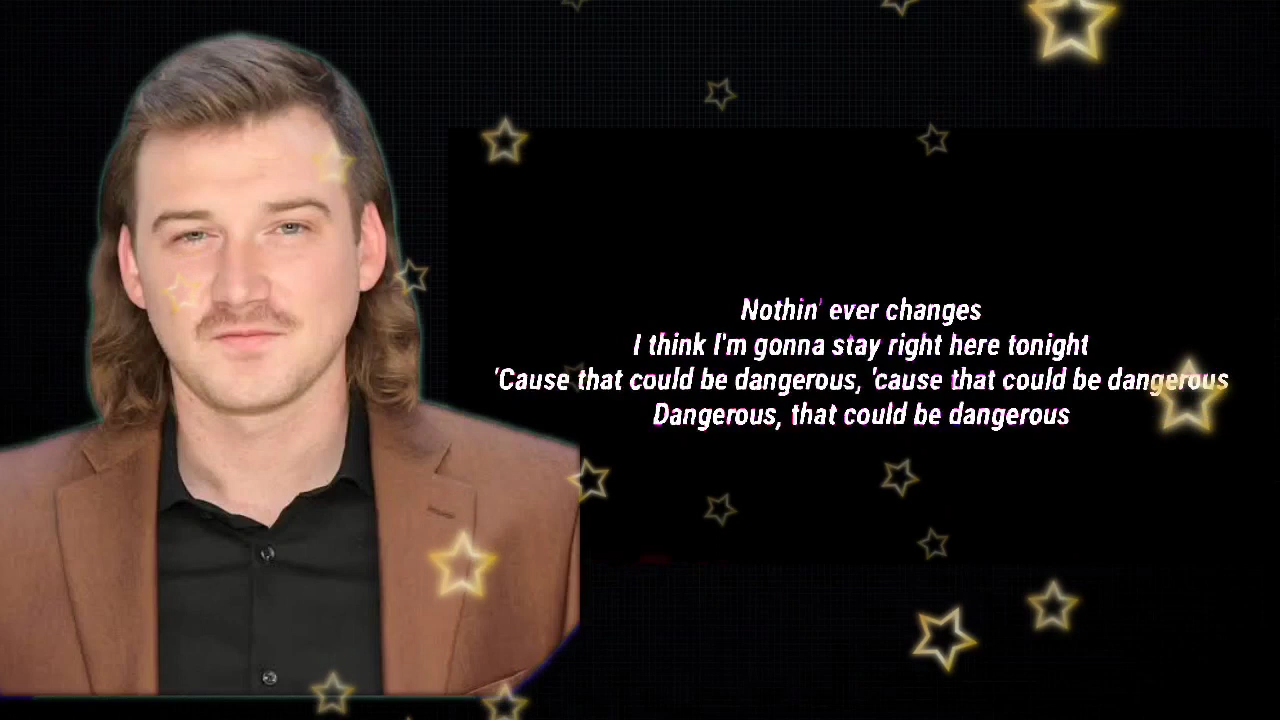 Nothin' ever changes
I think I'm gonna stay right here tonight
'Cause that could be dangerous, 'cause that could be dangerous
Dangerous, that could be dangerous